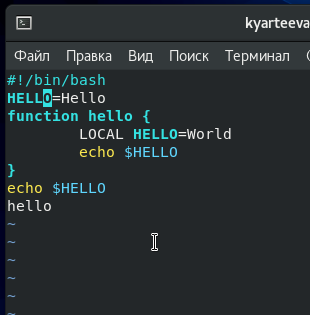 kyarteeva
Файл Правка Вид Поиск Терминал
#!/bin/bash
HELLO=Hello
function hello {
        LOCAL HELLO=World
        echo $HELLO
}
echo $HELLO
hello
~
~
~
~
~
~